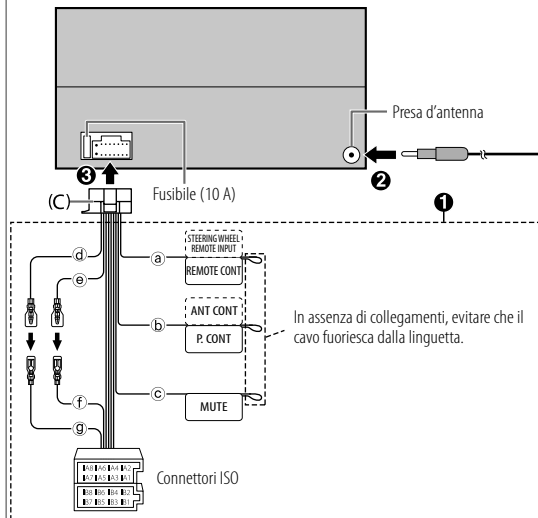 Presa d'antenna
❸
❷
(C)
Fusibile (10 A)
❶
ⓓ
ⓔ
ⓐ
STEERING WHEEL
REMOTE INPUT
REMOTE CONT
ⓑ
ANT CONT
P. CONT
In assenza di collegamenti, evitare che il
cavo fuoriesca dalla linguetta.
ⓒ
MUTE
ⓕ
ⓖ
A8 A6 A4 A2
A7 A5 A3 A1
B8 B6 B4 B2
B7 B5 B3 B1
Connettori ISO